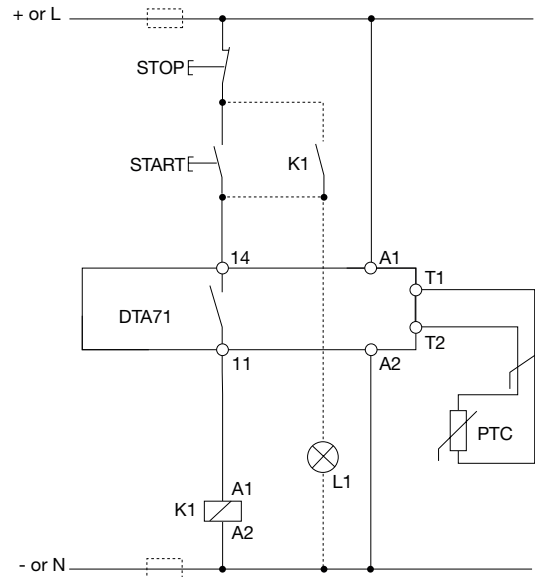 + or L
STOP
START
K1
14
A1
T1
DTA71
T2
11
A2
PTC
L1
A1
K1
A2
- or N